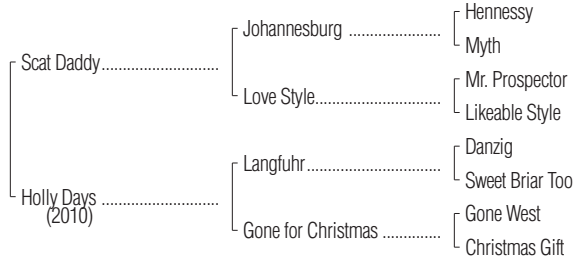 Hennessy
Johannesburg ....................
Myth
Scat Daddy..........................
Mr. Prospector
Love Style...........................
Likeable Style
Danzig
Langfuhr.............................
Sweet Briar Too
Holly Days ..........................
(2010)
Gone West
Gone for Christmas .............
Christmas Gift